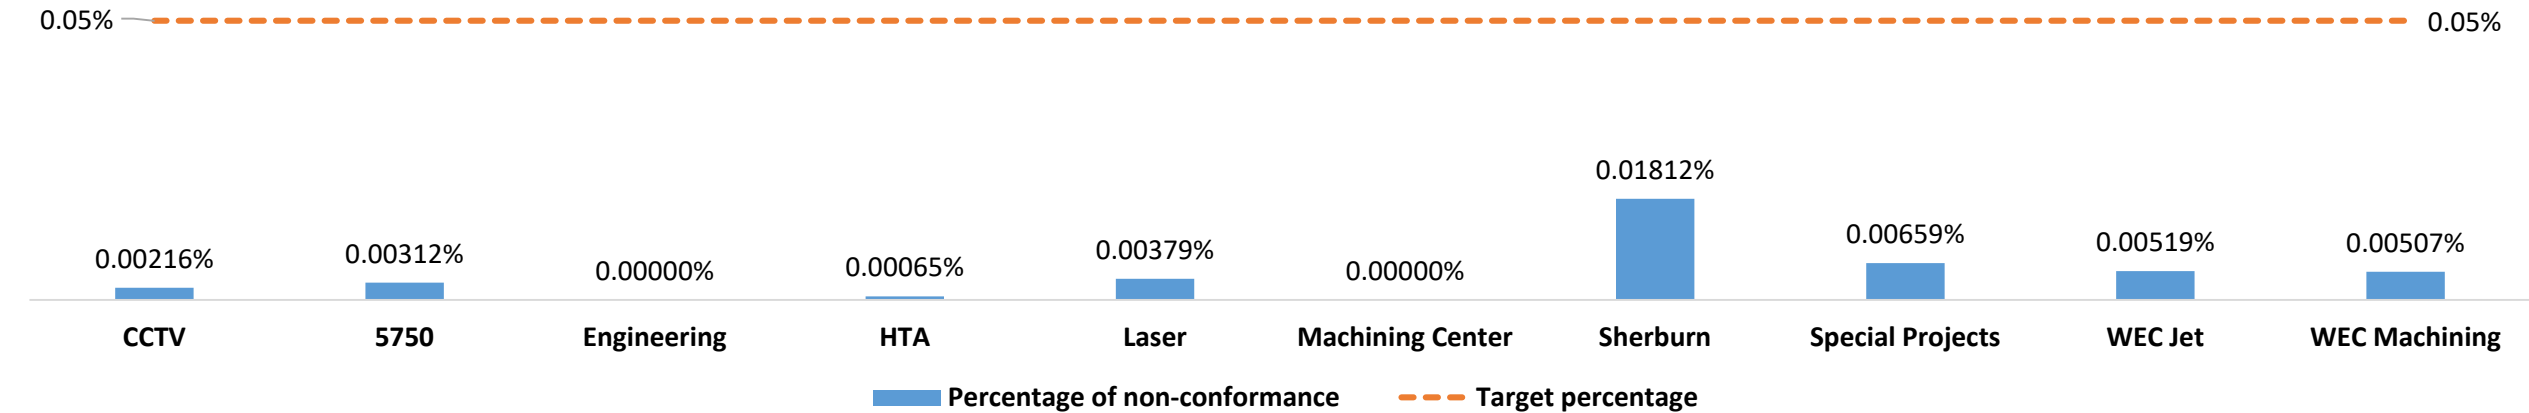 0.05%
0.05%
0.01812%
0.00216%
0.00312%
0.00000%
0.00065%
0.00379%
0.00000%
0.00659%
0.00519%
0.00507%
CCTV
5750
Engineering
HTA
Laser
Machining Center
Sherburn
Special Projects
WEC Jet
WEC Machining
Percentage of non-conformance
Target percentage